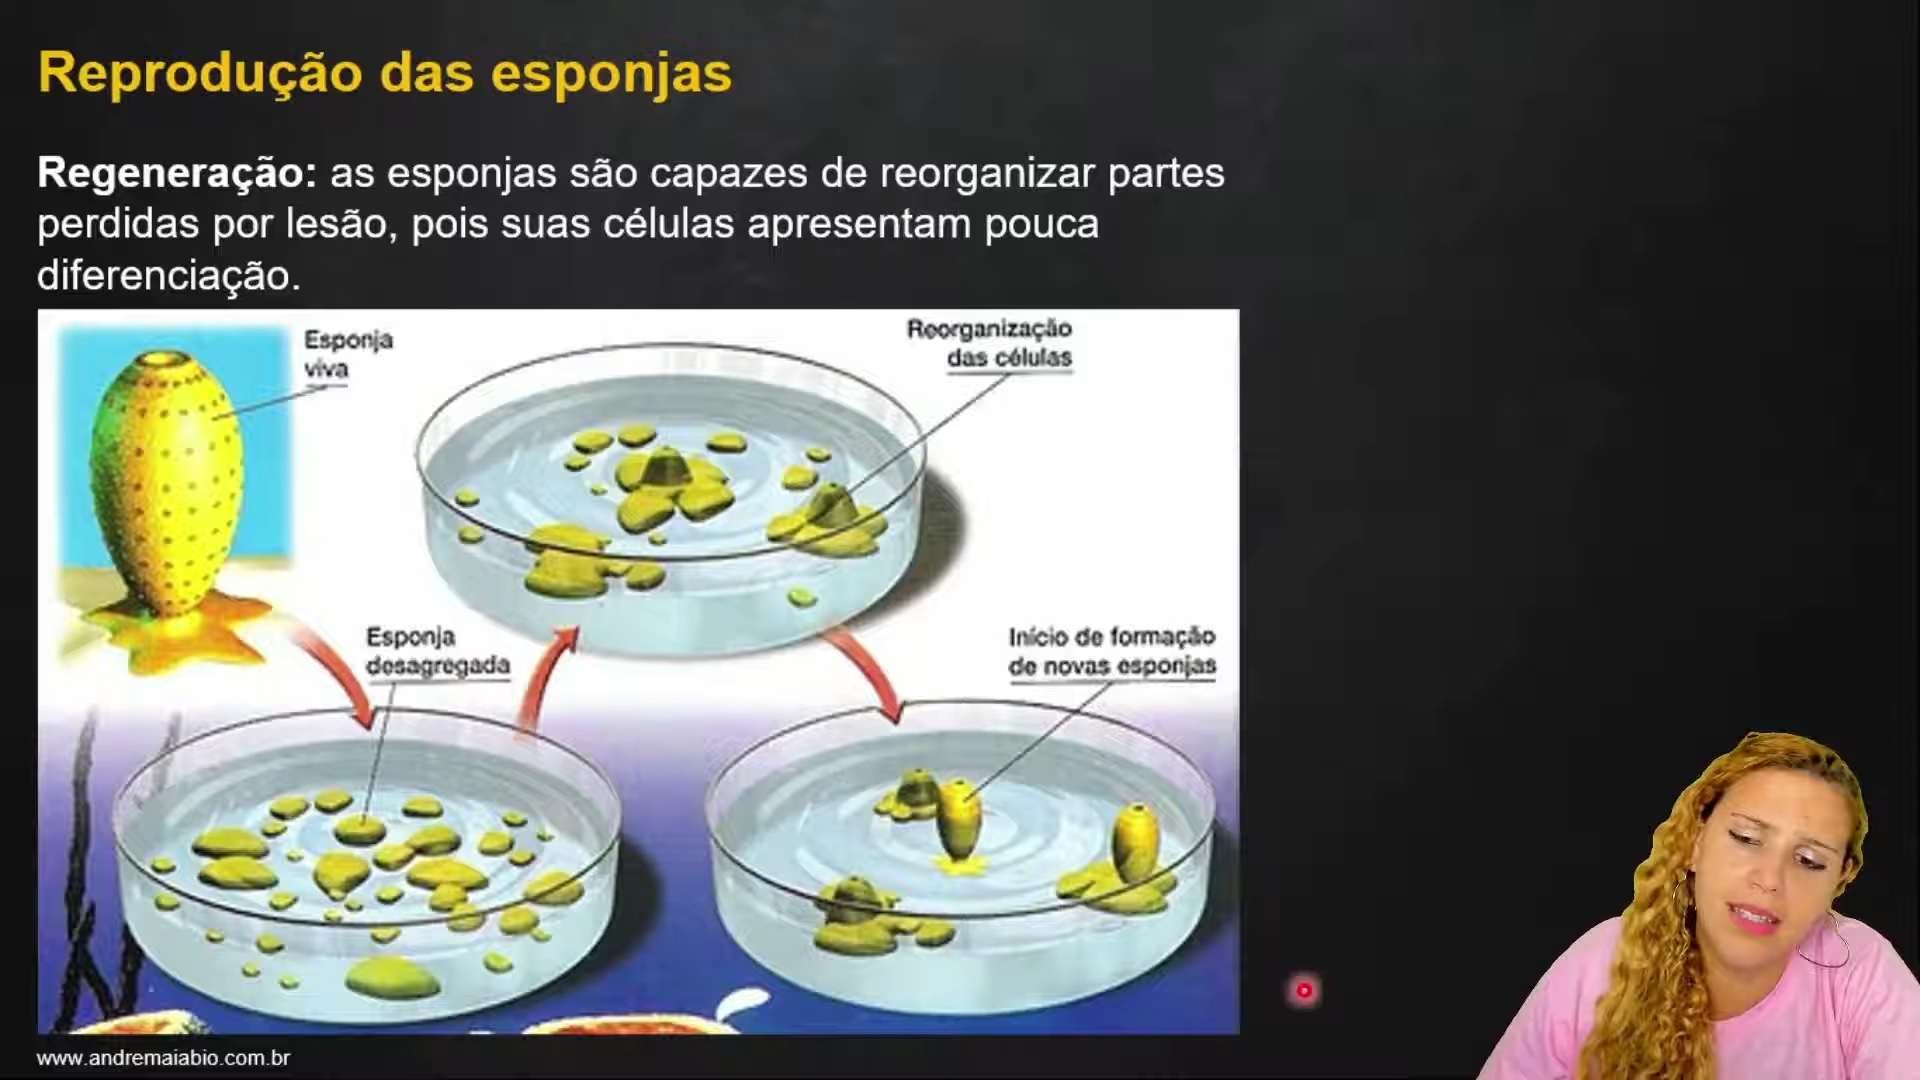 Reprodução das esponjas
Regeneração: as esponjas são capazes de reorganizar partes
perdidas por lesão, pois suas células apresentam pouca
diferenciação.
Esponja
viva
Reorganização
das células
Esponja
desagregada
Início de formação
de novas esponjas
www.andremaiabio.com.br